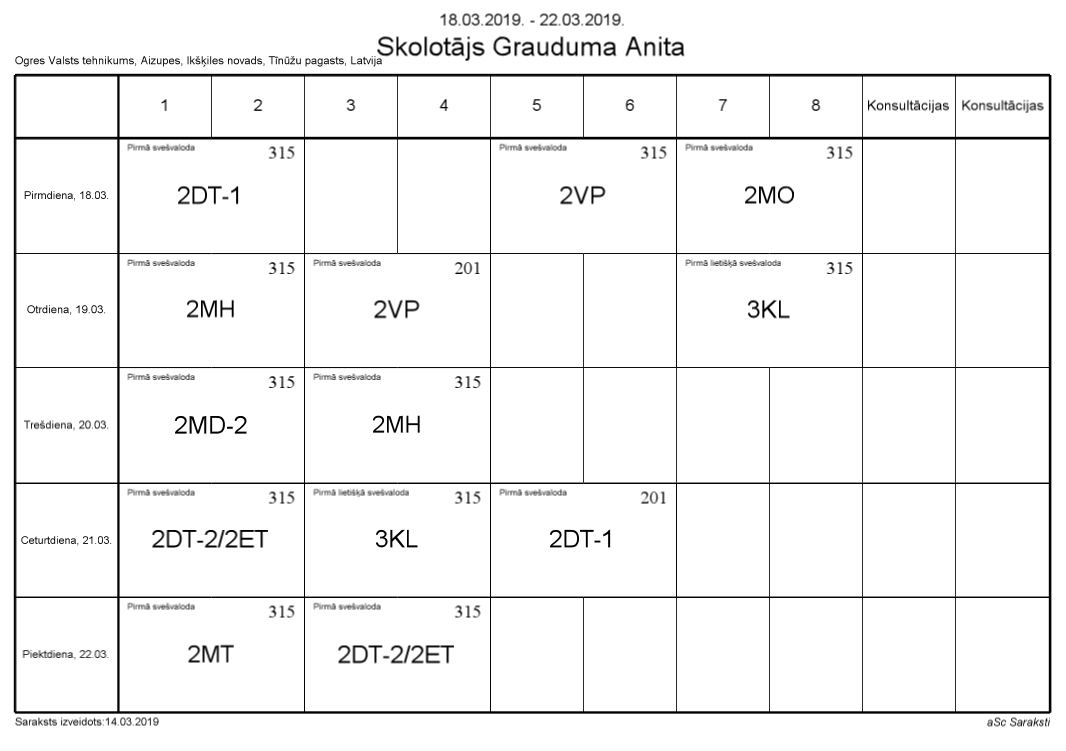 18.03.2019. - 22.03.2019.
Skolotājs Grauduma Anita
Ogres Valsts tehnikums, Aizupes, Ikšķiles novads, Tīnūžu pagasts, Latvija
1 2 3 4 5 6 7 8 Konsultācijas Konsultācijas
Pirmā svešvaloda 315 Pirmā svešvaloda 315 Pirmā svešvaloda 315
Pirmdiena, 18.03. 2DT-1 2VP 2MO
Pirmā svešvaloda 315 Pirmā svešvaloda 201 Pirmā lietišķā svešvaloda 315
Otrdiena, 19.03. 2MH 2VP 3KL
Pirmā svešvaloda 315 Pirmā svešvaloda 315
Trešdiena, 20.03. 2MD-2 2MH
Pirmā svešvaloda 315 Pirmā lietišķā svešvaloda 315 Pirmā svešvaloda 201
Ceturtdiena, 21.03. 2DT-2/2ET 3KL 2DT-1
Pirmā svešvaloda 315 Pirmā svešvaloda 315
Piektdiena, 22.03. 2MT 2DT-2/2ET
Saraksts izveidots:14.03.2019 aSc Saraksti